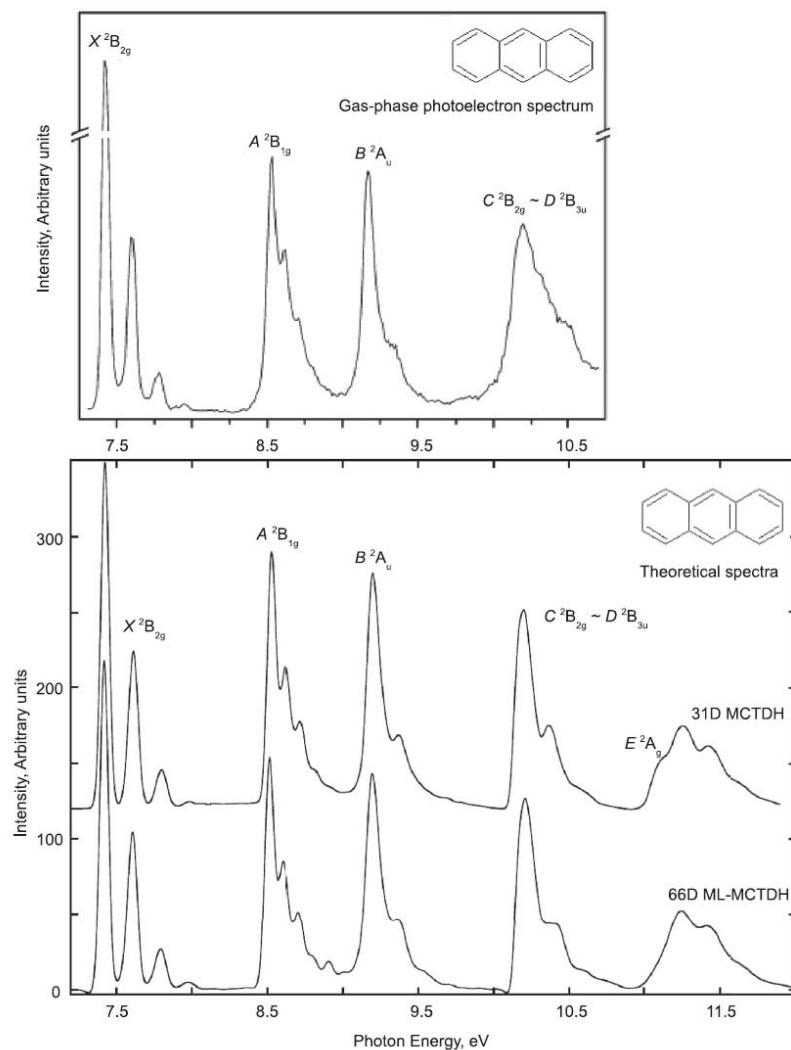 X ²B₂g
Gas-phase photoelectron spectrum
A ²B₁g
B ²Aᵤ
C ²B₂g ~ D ²B₃ᵤ
Intensity, Arbitrary units
7.5 8.5 9.5 10.5
A ²B₁g
B ²Aᵤ
Theoretical spectra
X ²B₂g
C ²B₂g ~ D ²B₃ᵤ
31D MCTDH
E ²Ag
66D ML-MCTDH
Intensity, Arbitrary units
300
200
100
0
7.5 8.5 9.5 10.5 11.5
Photon Energy, eV